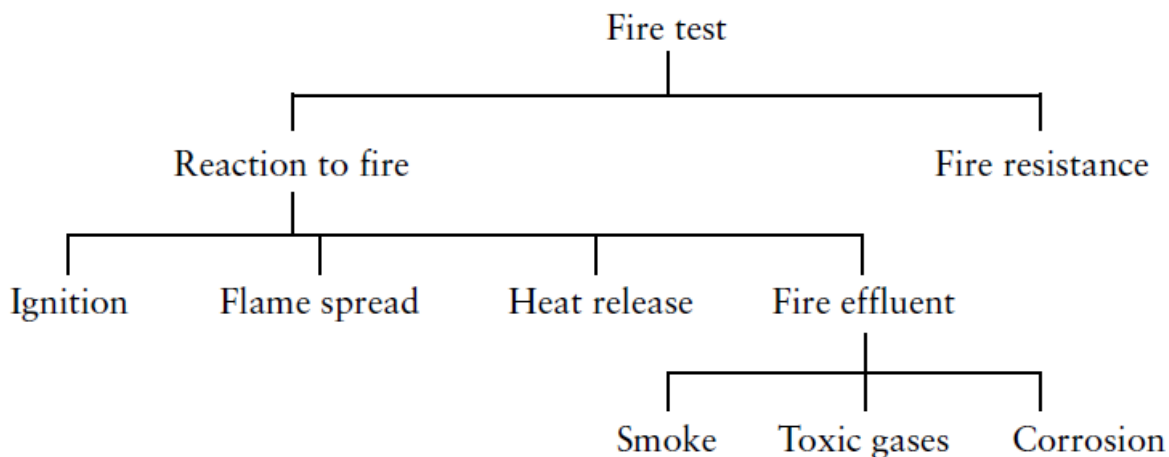 Fire test
Reaction to fire
Fire resistance
Ignition
Flame spread
Heat release
Fire effluent
Smoke
Toxic gases
Corrosion